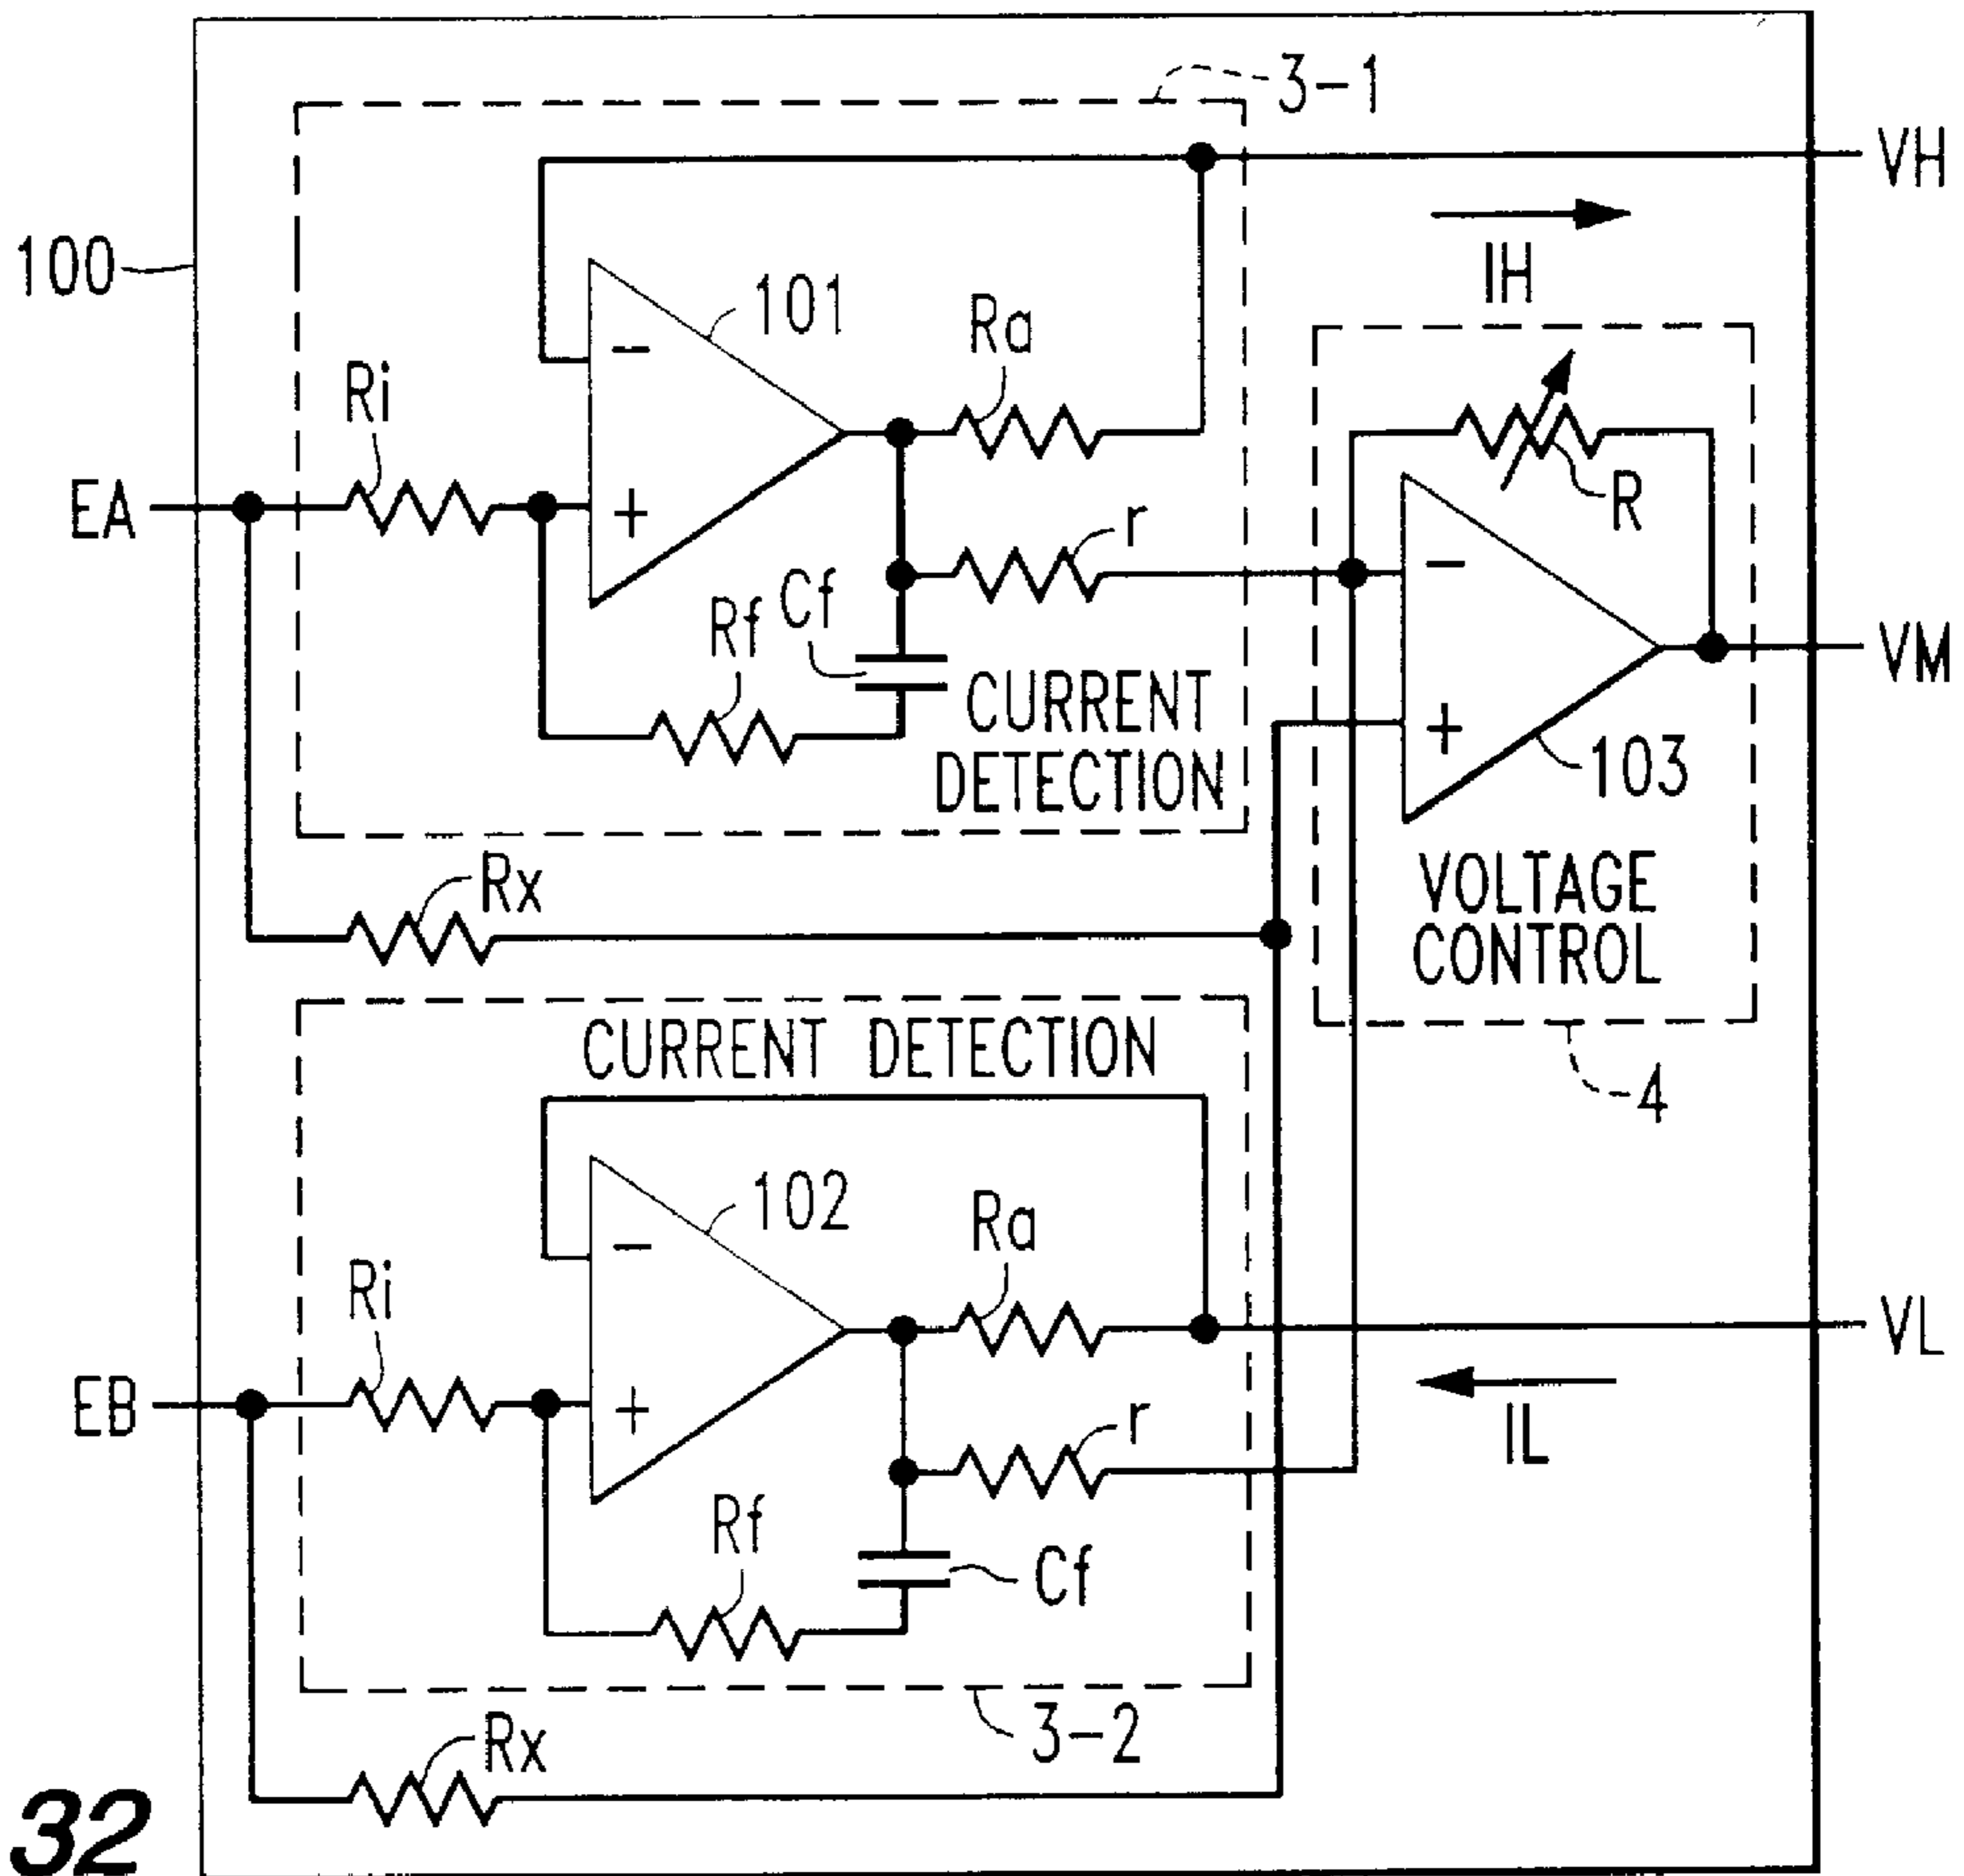 3-1
VH
100
IH
101
Ra
Ri
-
-
R
EA
+
r
Cf
Rf
VM
CURRENT
DETECTION
+
103
Rx
VOLTAGE
CONTROL
CURRENT DETECTION
4
102
Ra
-
Ri
VL
EB
+
r
IL
Rf
Cf
3-2
Rx
32